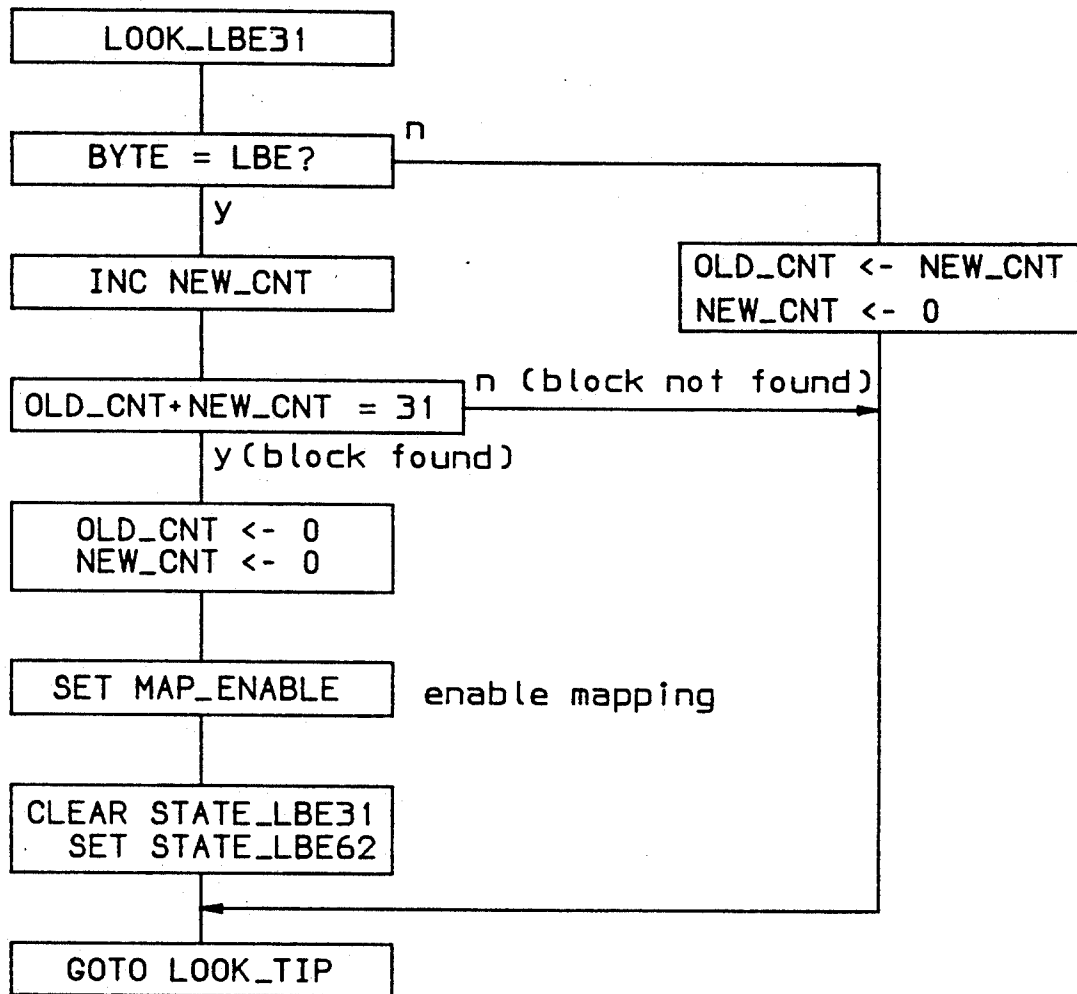 LOOK_LBE31
n
BYTE = LBE?
y
OLD_CNT <- NEW_CNT
NEW_CNT <- 0
INC NEW_CNT
n (block not found)
OLD_CNT+NEW_CNT = 31
y (block found)
OLD_CNT <- 0
NEW_CNT <- 0
SET MAP_ENABLE
enable mapping
CLEAR STATE_LBE31
SET STATE_LBE62
GOTO LOOK_TIP